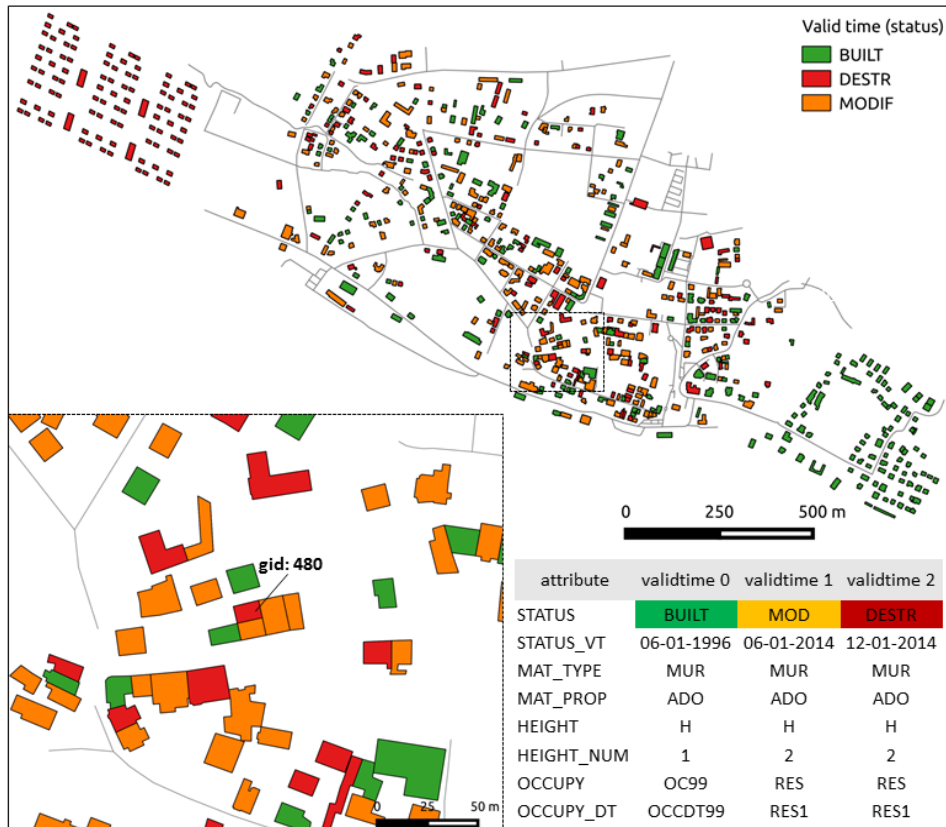 Valid time (status)
BUILT
DESTR
MODIF
0 250 500 m
gid: 480
0 25 50 m
attribute validtime 0 validtime 1 validtime 2
STATUS BUILT MOD DESTR
STATUS_VT 06-01-1996 06-01-2014 12-01-2014
MAT_TYPE MUR MUR MUR
MAT_PROP ADO ADO ADO
HEIGHT H H H
HEIGHT_NUM 1 2 2
OCCUPY OC99 RES RES
OCCUPY_DT OCCDT99 RES1 RES1